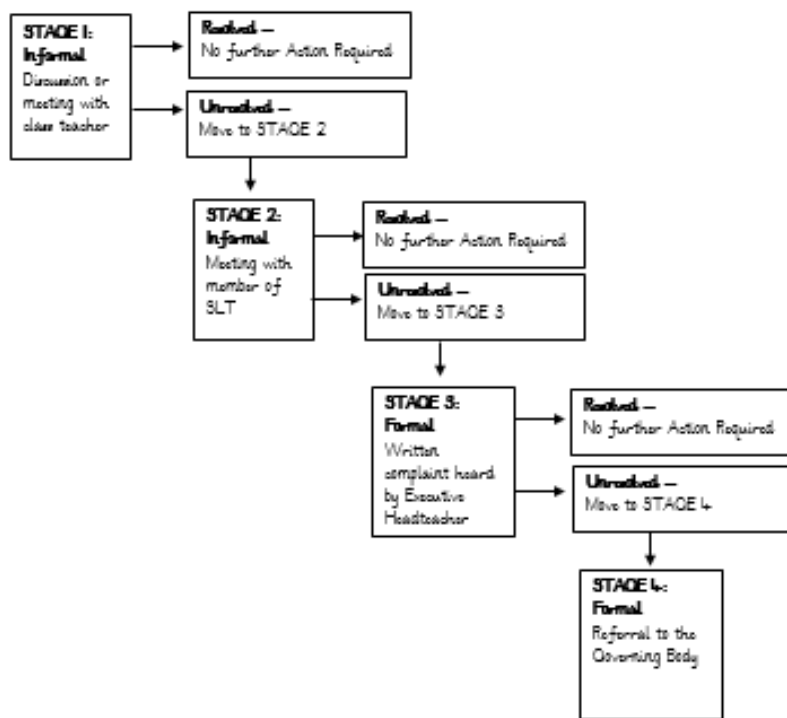 STAGE 1:
Informal
Discussion or
meeting with
class teacher
Resolved –
No further Action Required
Unresolved –
Move to STAGE 2
STAGE 2:
Informal
Meeting with
member of
SLT
Resolved –
No further Action Required
Unresolved –
Move to STAGE 3
STAGE 3:
Formal
Written
complaint heard
by Executive
Headteacher
Resolved –
No further Action Required
Unresolved –
Move to STAGE 4
STAGE 4:
Formal
Referral to the
Governing Body